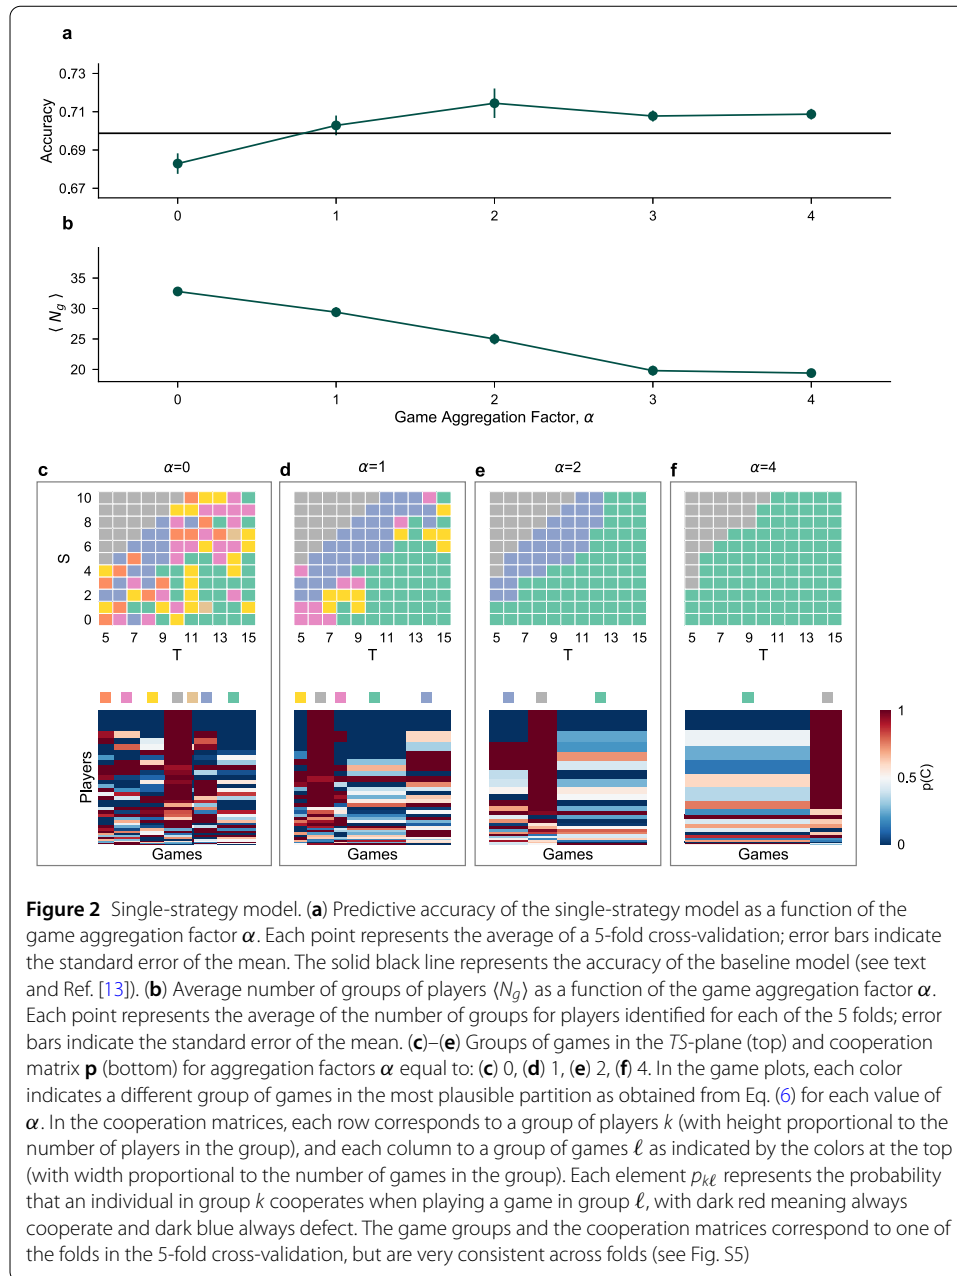 a
0.73
0.71
0.69
0.67
Accuracy
0 1 2 3 4
b
35
30
25
20
⟨ N_g ⟩
0 1 2 3 4
Game Aggregation Factor, α
c α=0 d α=1 e α=2 f α=4
10
8
6
4
2
0
S
5 7 9 11 13 15 5 7 9 11 13 15 5 7 9 11 13 15 5 7 9 11 13 15
T T T T
Players
1
0.5
0
p(C)
Games Games Games Games
Figure 2 Single-strategy model. (a) Predictive accuracy of the single-strategy model as a function of the
game aggregation factor α. Each point represents the average of a 5-fold cross-validation; error bars indicate
the standard error of the mean. The solid black line represents the accuracy of the baseline model (see text
and Ref. [13]). (b) Average number of groups of players ⟨N_g⟩ as a function of the game aggregation factor α.
Each point represents the average of the number of groups for players identified for each of the 5 folds; error
bars indicate the standard error of the mean. (c)–(e) Groups of games in the TS-plane (top) and cooperation
matrix p (bottom) for aggregation factors α equal to: (c) 0, (d) 1, (e) 2, (f) 4. In the game plots, each color
indicates a different group of games in the most plausible partition as obtained from Eq. (6) for each value of
α. In the cooperation matrices, each row corresponds to a group of players k (with height proportional to the
number of players in the group), and each column to a group of games ℓ as indicated by the colors at the top
(with width proportional to the number of games in the group). Each element p_kℓ represents the probability
that an individual in group k cooperates when playing a game in group ℓ, with dark red meaning always
cooperate and dark blue always defect. The game groups and the cooperation matrices correspond to one of
the folds in the 5-fold cross-validation, but are very consistent across folds (see Fig. S5)